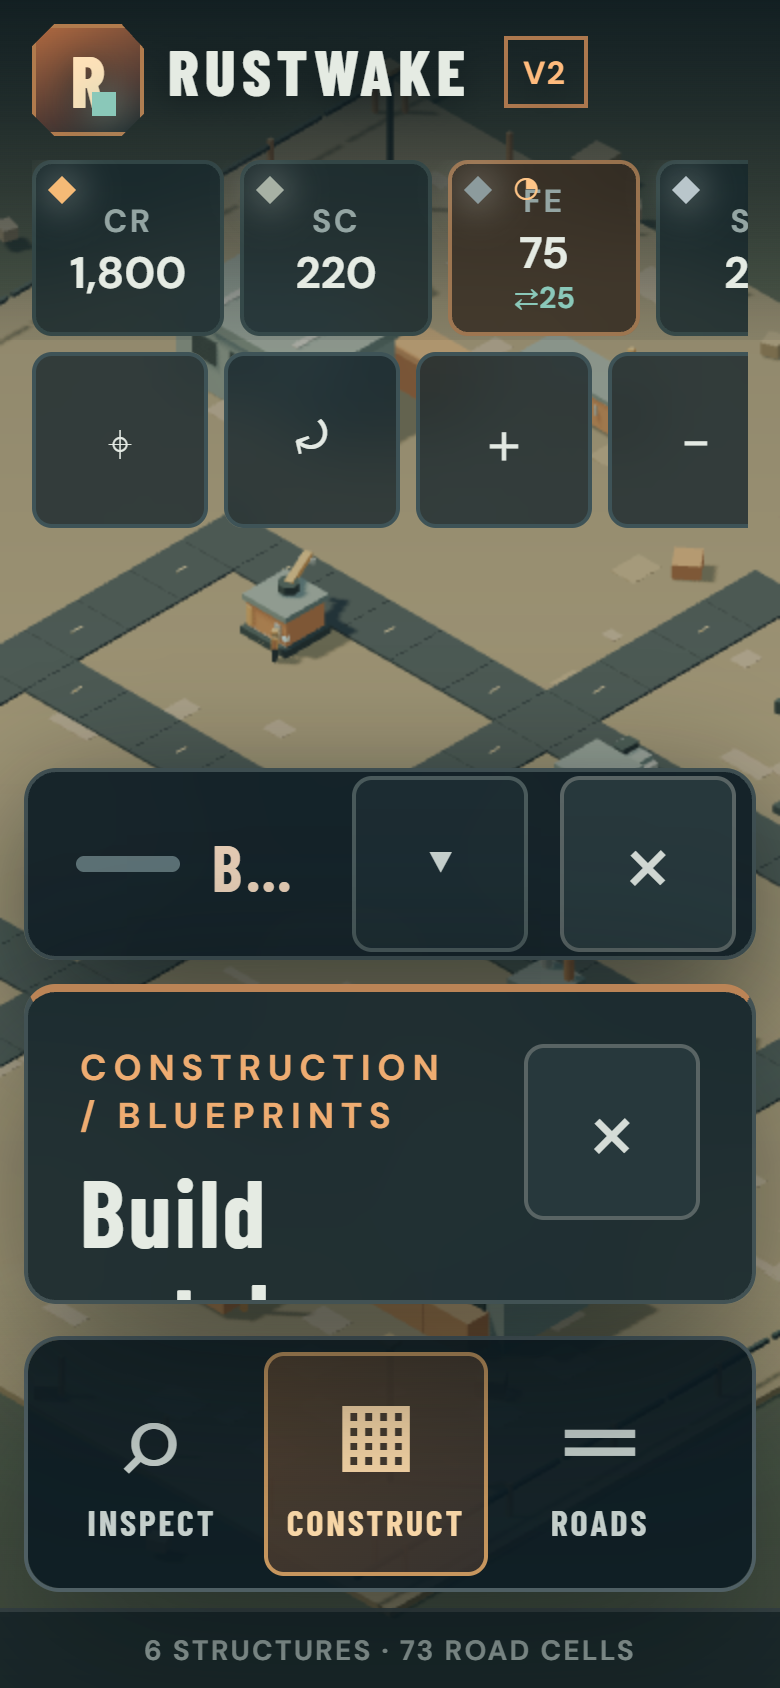 R
RUSTWAKE
V2
CR
1,800
SC
220
FE
75
⇄25
S
2
+
−
B...
CONSTRUCTION
/ BLUEPRINTS
Build
INSPECT
CONSTRUCT
ROADS
6 STRUCTURES · 73 ROAD CELLS